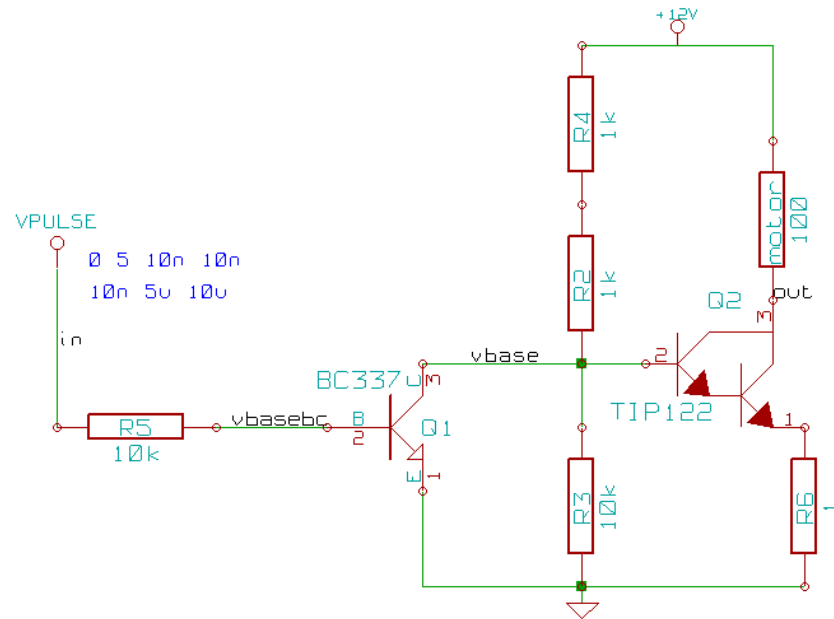 +12V
R4
1k
VPULSE
0 5 10n 10n
10n 5u 10u
in
R2
1k
motor
100
out
Q2
3
vbase
2
BC337
3
TIP122
1
R5
10k
vbasebc
B
2
Q1
E
1
R3
10k
R6
1